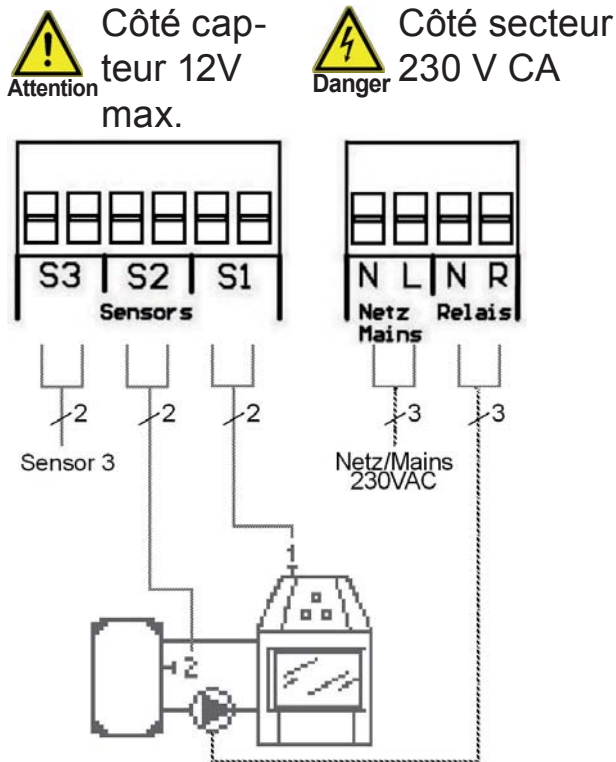 Côté cap-
teur 12V
max.
Attention
Côté secteur
230 V CA
Danger
S3 S2 S1
Sensors
N L N R
Netz Relais
Mains
2 2 2 3 3
Sensor 3
Netz/Mains
230VAC
1
2